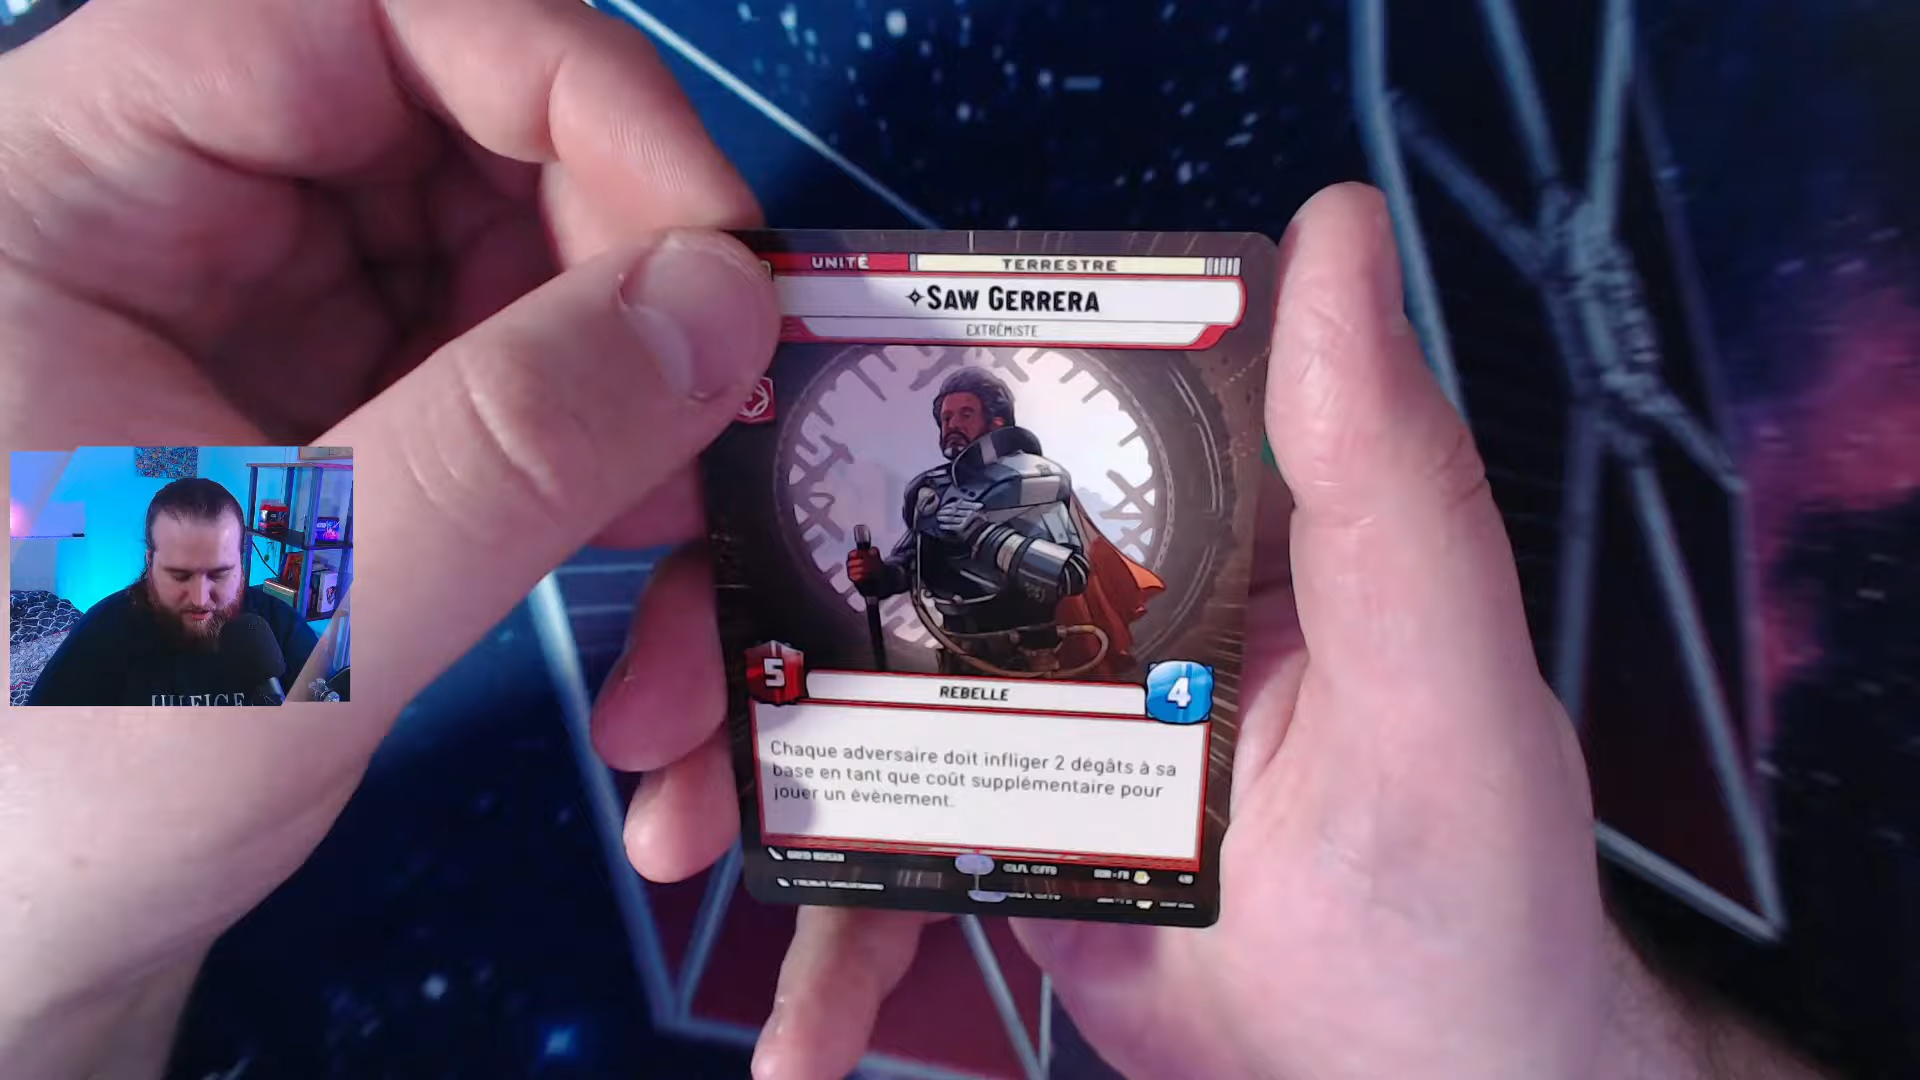 UNITÉ
TERRESTRE
SAW GERRERA
EXTRÉMISTE
5
REBELLE
4
Chaque adversaire doit infliger 2 dégâts à sa
base en tant que coût supplémentaire pour
jouer un évènement.